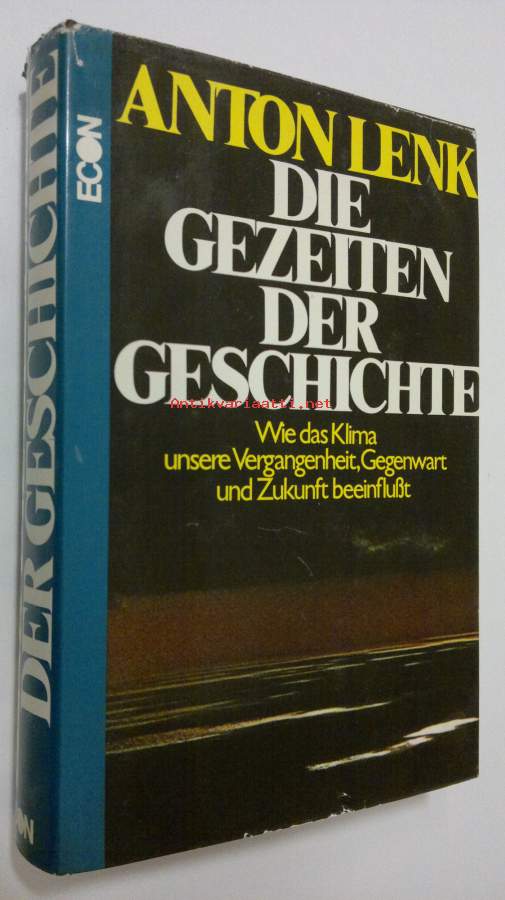 ANTON LENK
DIE
GEZEITEN
DER
GESCHICHTE
Antikvariaatti.net
Wie das Klima
unsere Vergangenheit, Gegenwart
und Zukunft beeinflußt
ECON
DER GESCHICHTE